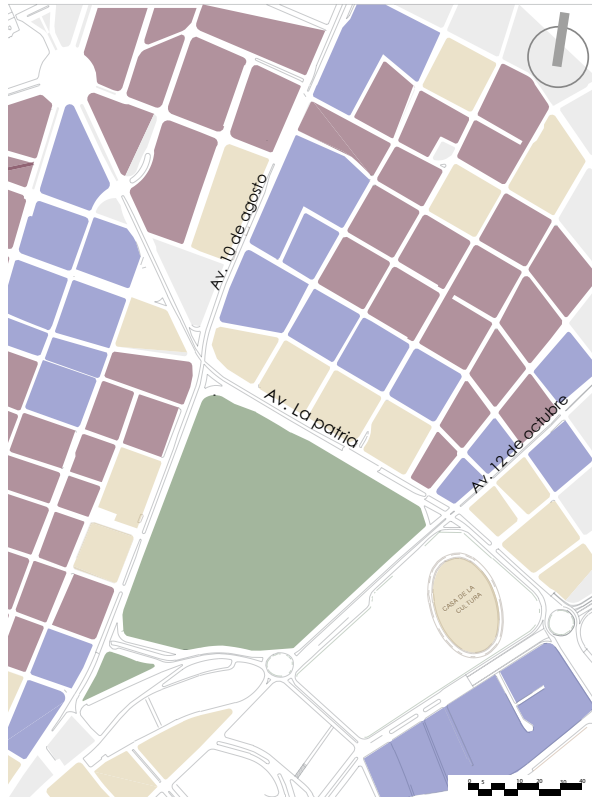 Av. 10 de agosto
Av. La patria
Av. 12 de octubre
CASA DE LA
CULTURA
0 5 10 20 30 40